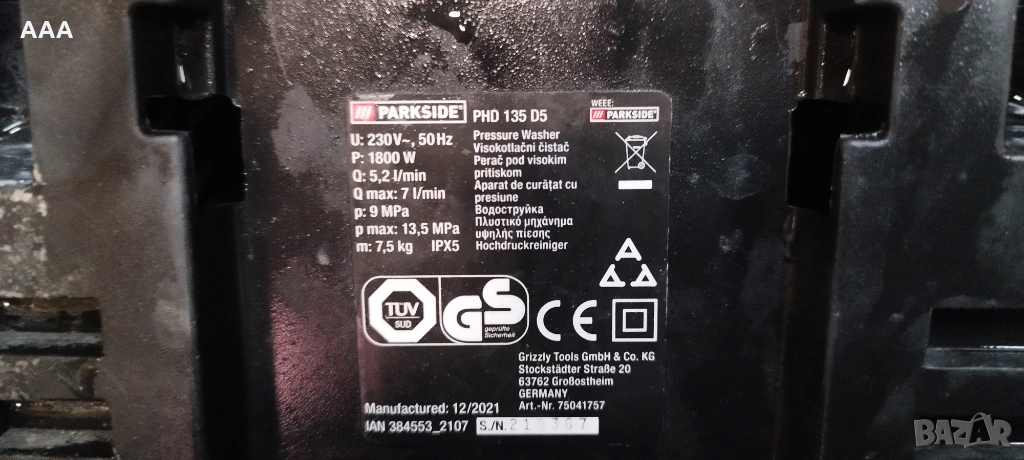 AAA
PARKSIDE®
PHD 135 D5
WEEE:
PARKSIDE®
U: 230V~, 50Hz
P: 1800 W
Q: 5,2 l/min
Q max: 7 l/min
p: 9 MPa
p max: 13,5 MPa
m: 7,5 kg IPX5
Pressure Washer
Visokotlačni čistač
Perač pod visokim
pritiskom
Aparat de curăţat cu
presiune
Водоструйка
Πλυστικό μηχάνημα
υψηλής πίεσης
Hochdruckreiniger
TÜV
SUD
GS
geprüfte
Sicherheit
CE
Grizzly Tools GmbH & Co. KG
Stockstädter Straße 20
63762 Großostheim
GERMANY
Art.-Nr. 75041757
Manufactured: 12/2021
IAN 384553_2107
S./N.
BAZAR